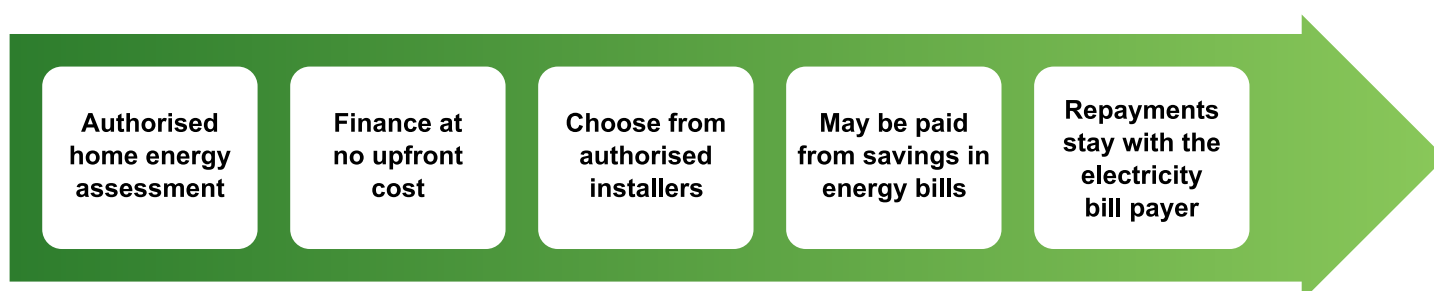 Authorised
home energy
assessment
Finance at
no upfront
cost
Choose from
authorised
installers
May be paid
from savings in
energy bills
Repayments
stay with the
electricity
bill payer